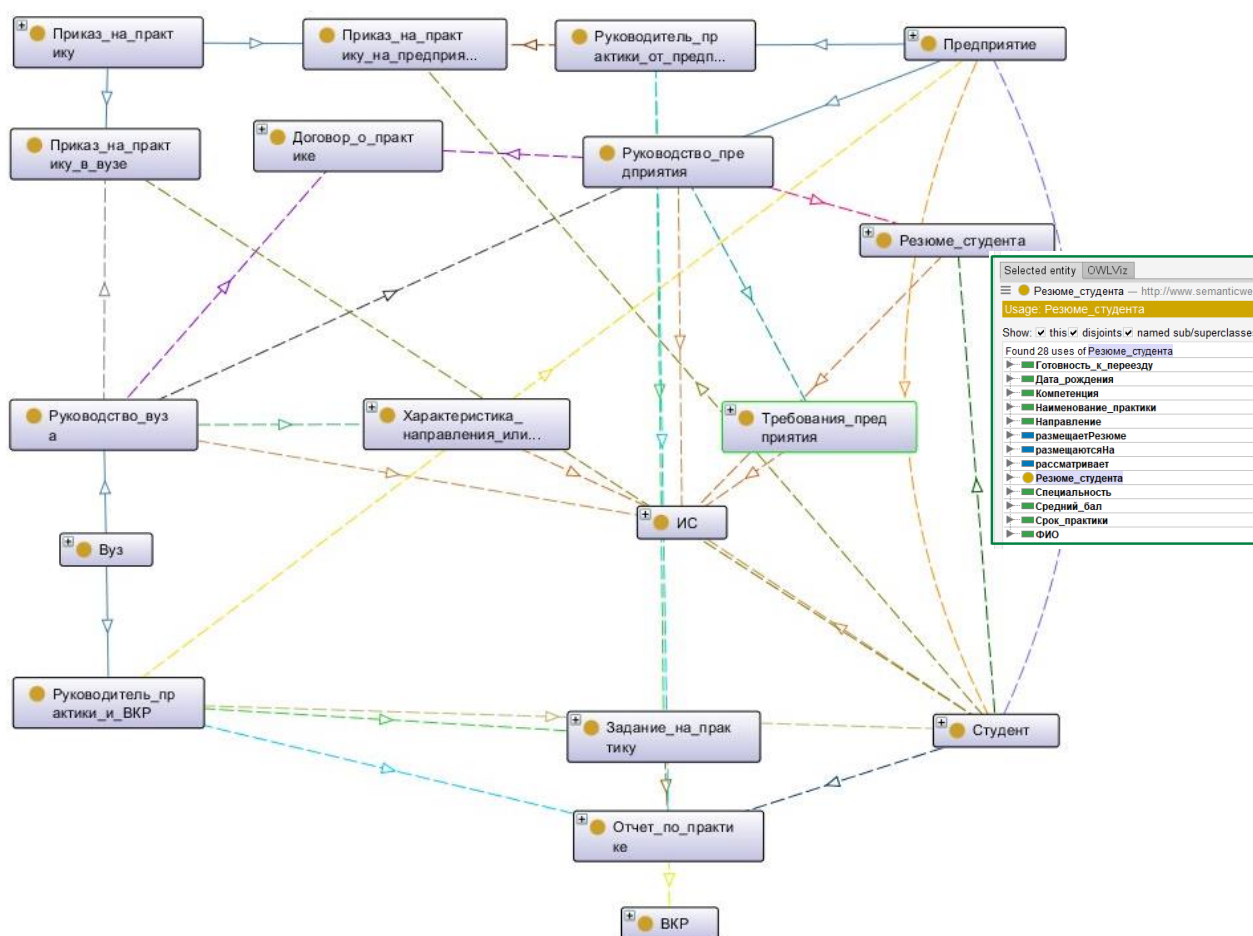 Приказ_на_практ
ику
Приказ_на_практ
ику_на_предприя...
Руководитель_пр
актики_от_предп...
Предприятие
Приказ_на_практ
ику_в_вузе
Договор_о_практ
ике
Руководство_пре
дприятия
Резюме_студента
Selected entity OWLViz
Резюме_студента — http://www.semanticwe
Usage: Резюме_студента
Show: this disjoints named sub/superclasses
Found 28 uses of Резюме_студента
Готовность_к_переезду
Дата_рождения
Компетенция
Наименование_практики
Направление
размещаетРезюме
размещаютсяНа
рассматривает
Резюме_студента
Специальность
Средний_бал
Срок_практики
ФИО
Руководство_вуз
а
Характеристика_
направления_или...
Требования_пред
приятия
ИС
Вуз
Руководитель_пр
актики_и_ВКР
Задание_на_прак
тику
Студент
Отчет_по_практи
ке
ВКР